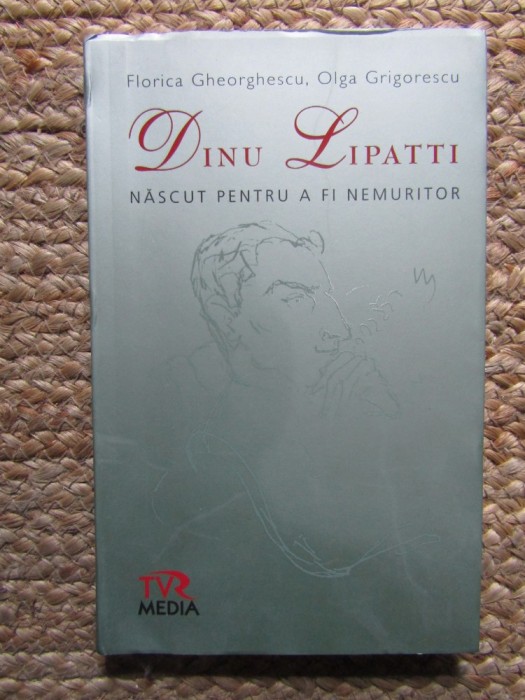 Florica Gheorghescu, Olga Grigorescu
DINU LIPATTI
NĂSCUT PENTRU A FI NEMURITOR
TVR
MEDIA